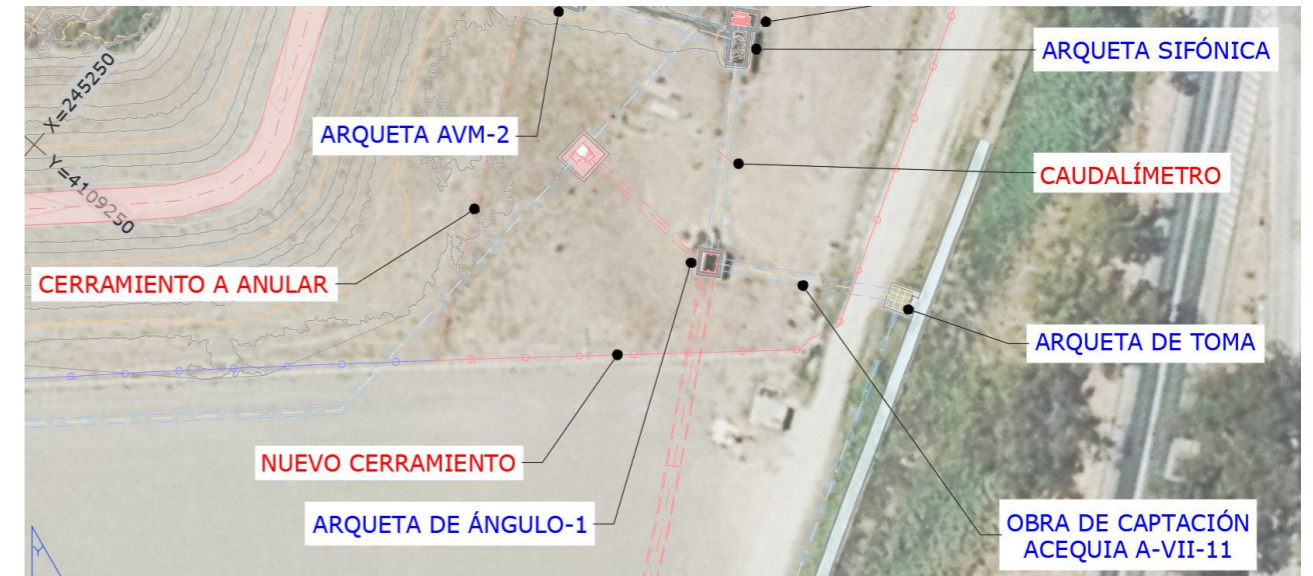 ARQUETA SIFÓNICA
X=245250
Y=4109250
ARQUETA AVM-2
CAUDALÍMETRO
CERRAMIENTO A ANULAR
ARQUETA DE TOMA
NUEVO CERRAMIENTO
ARQUETA DE ÁNGULO-1
OBRA DE CAPTACIÓN
ACEQUIA A-VII-11
Y